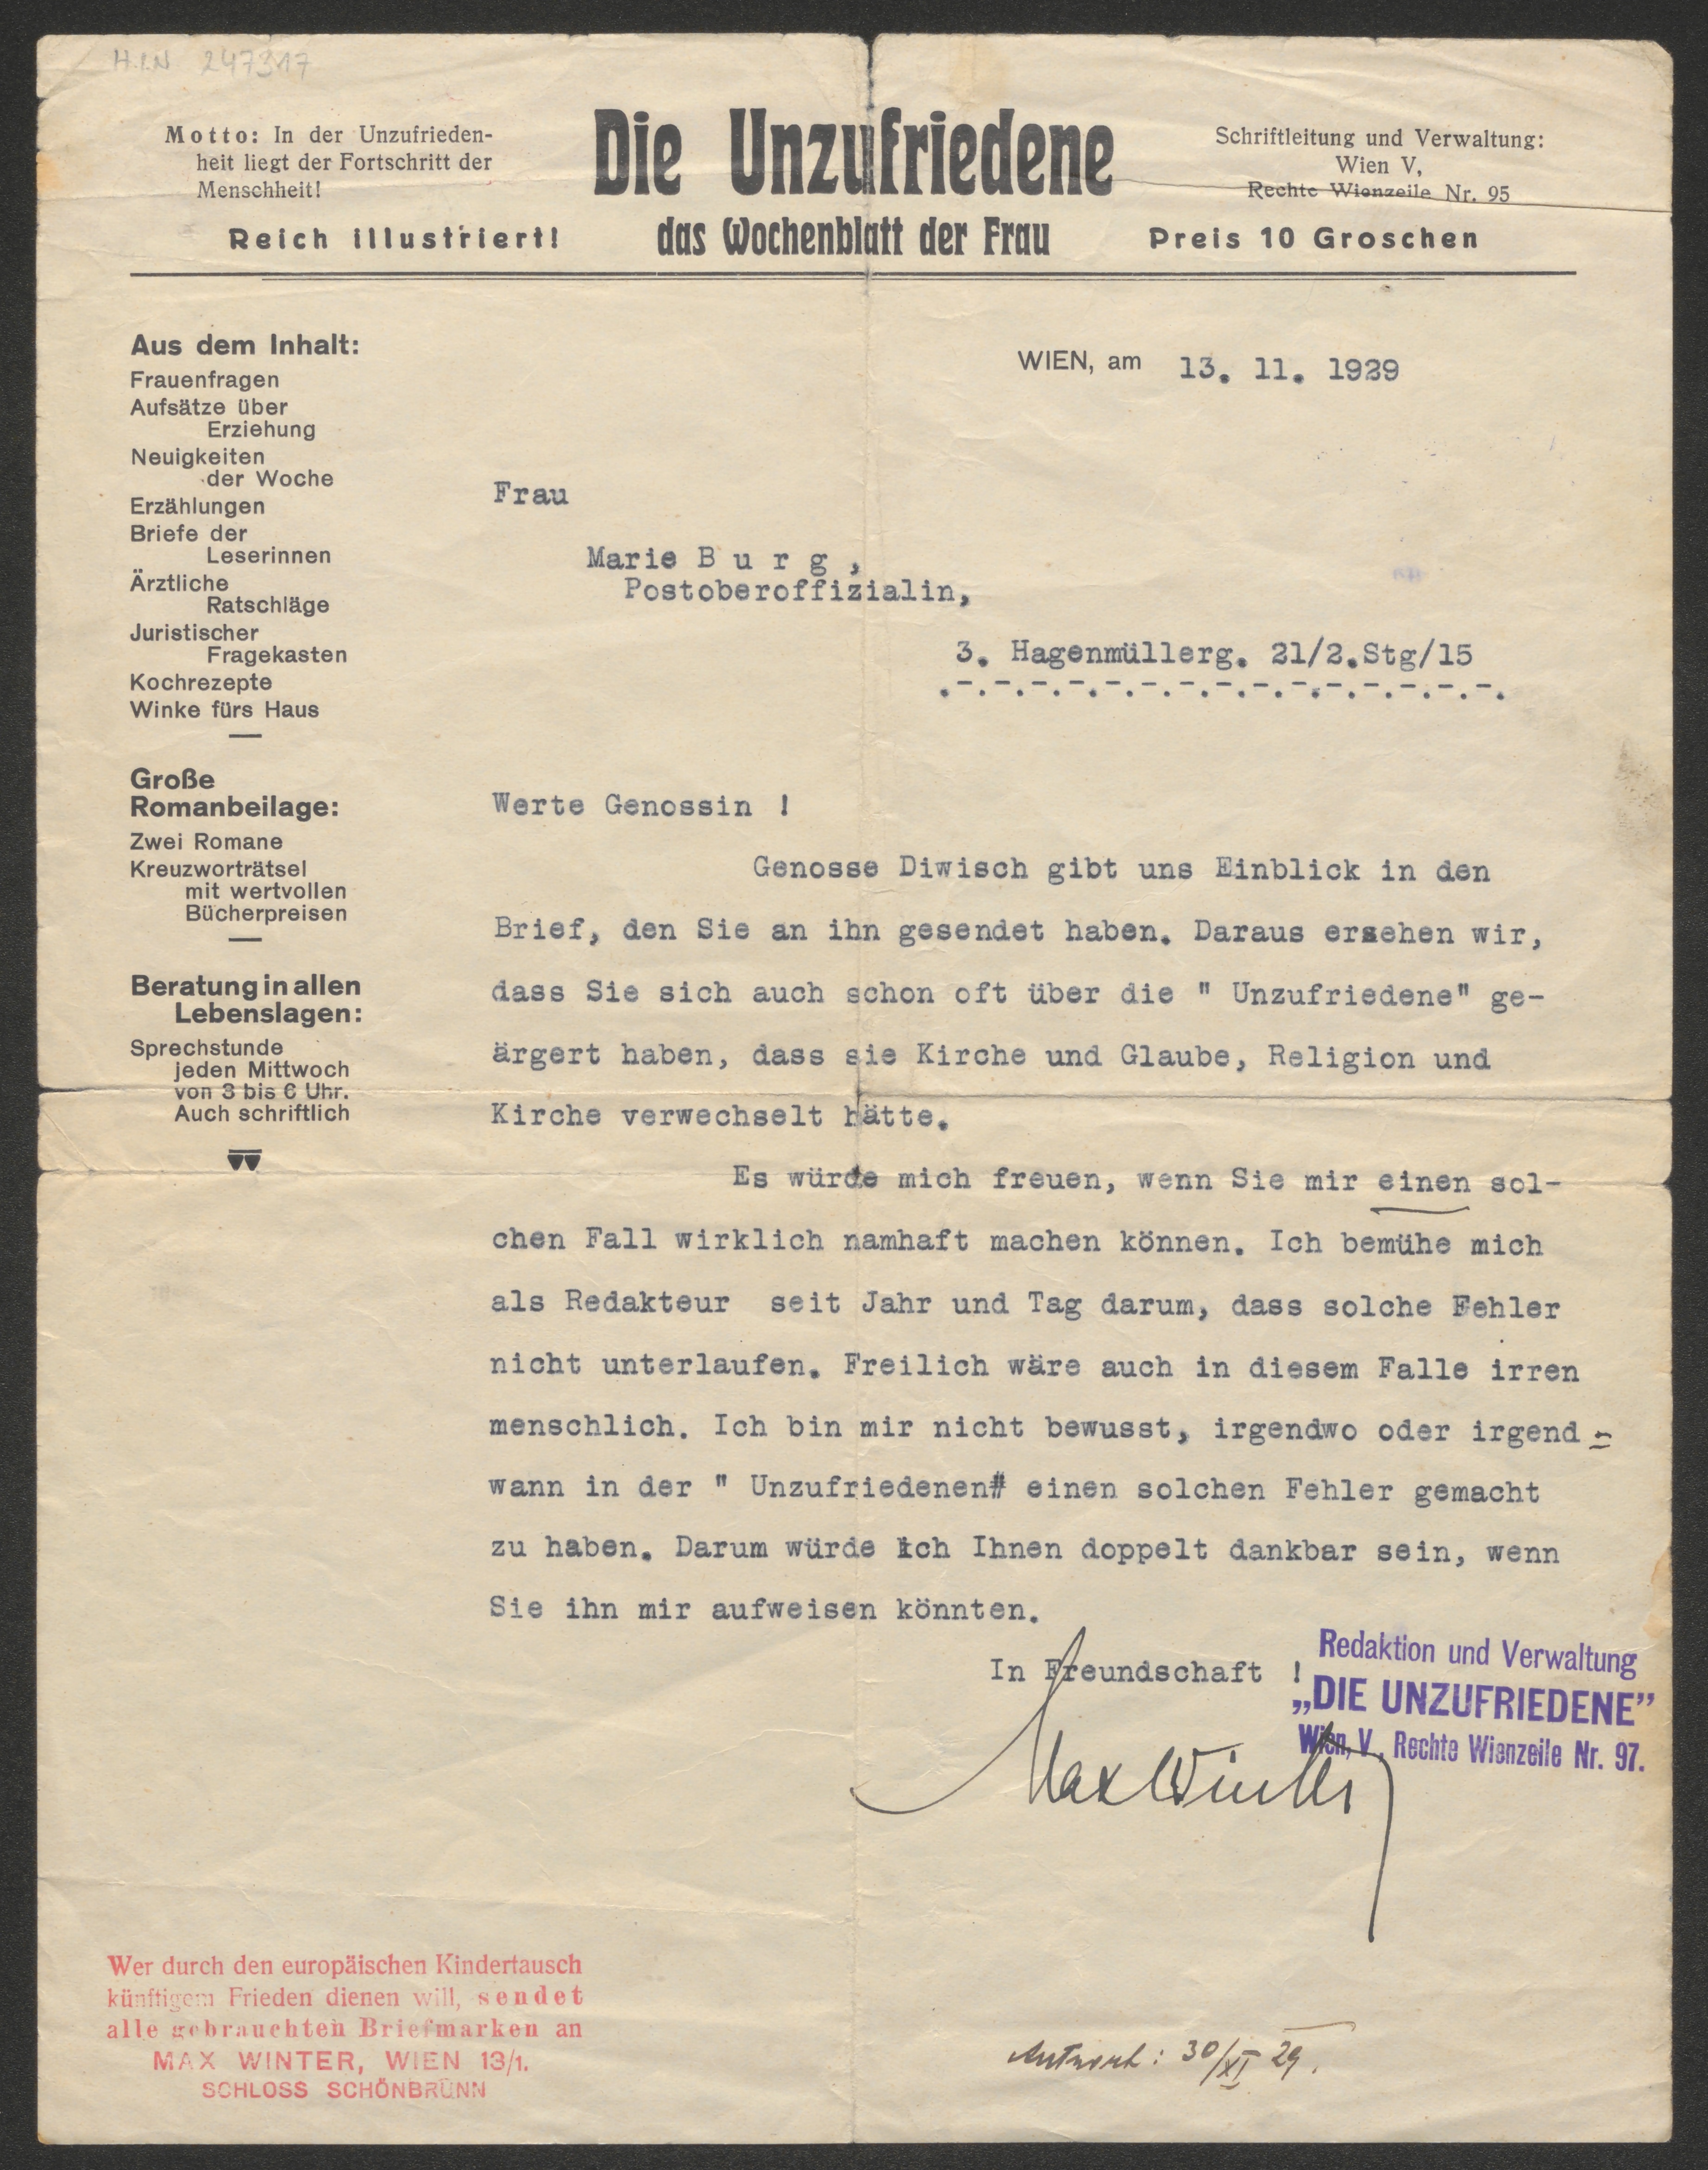 H.I.N 247317
Motto: In der Unzufrieden-
heit liegt der Fortschritt der
Menschheit!
Reich illustriert!
Die Unzufriedene
das Wochenblatt der Frau
Schriftleitung und Verwaltung:
Wien V,
Rechte Wienzeile Nr. 95
Preis 10 Groschen
Aus dem Inhalt:
Frauenfragen
Aufsätze über
Erziehung
Neuigkeiten
der Woche
Erzählungen
Briefe der
Leserinnen
Ärztliche
Ratschläge
Juristischer
Fragekasten
Kochrezepte
Winke fürs Haus
Große
Romanbeilage:
Zwei Romane
Kreuzworträtsel
mit wertvollen
Bücherpreisen
Beratung in allen
Lebenslagen:
Sprechstunde
jeden Mittwoch
von 3 bis 6 Uhr.
Auch schriftlich
WIEN, am 13. 11. 1929
Frau
Marie B u r g ,
Postoberoffizialin,
3. Hagenmüllerg. 21/2.Stg/15
.-.-.-.-.-.-.-.-.-.-.-.-.-.-.-.
Werte Genossin !
Genosse Diwisch gibt uns Einblick in den
Brief, den Sie an ihn gesendet haben. Daraus ersehen wir,
dass Sie sich auch schon oft über die " Unzufriedene" ge-
ärgert haben, dass sie Kirche und Glaube, Religion und
Kirche verwechselt hätte.
Es würde mich freuen, wenn Sie mir einen sol-
chen Fall wirklich namhaft machen können. Ich bemühe mich
als Redakteur seit Jahr und Tag darum, dass solche Fehler
nicht unterlaufen. Freilich wäre auch in diesem Falle irren
menschlich. Ich bin mir nicht bewusst, irgendwo oder irgend -
wann in der " Unzufriedenen" einen solchen Fehler gemacht
zu haben. Darum würde ich Ihnen doppelt dankbar sein, wenn
Sie ihn mir aufweisen könnten.
In Freundschaft !
Redaktion und Verwaltung
„DIE UNZUFRIEDENE”
Wien, V., Rechte Wienzeile Nr. 97.
Max Winter
Wer durch den europäischen Kindertausch
künftigem Frieden dienen will, sendet
alle gebrauchten Briefmarken an
MAX WINTER, WIEN 13/1.
SCHLOSS SCHÖNBRUNN
Antwort: 30/XI 29.